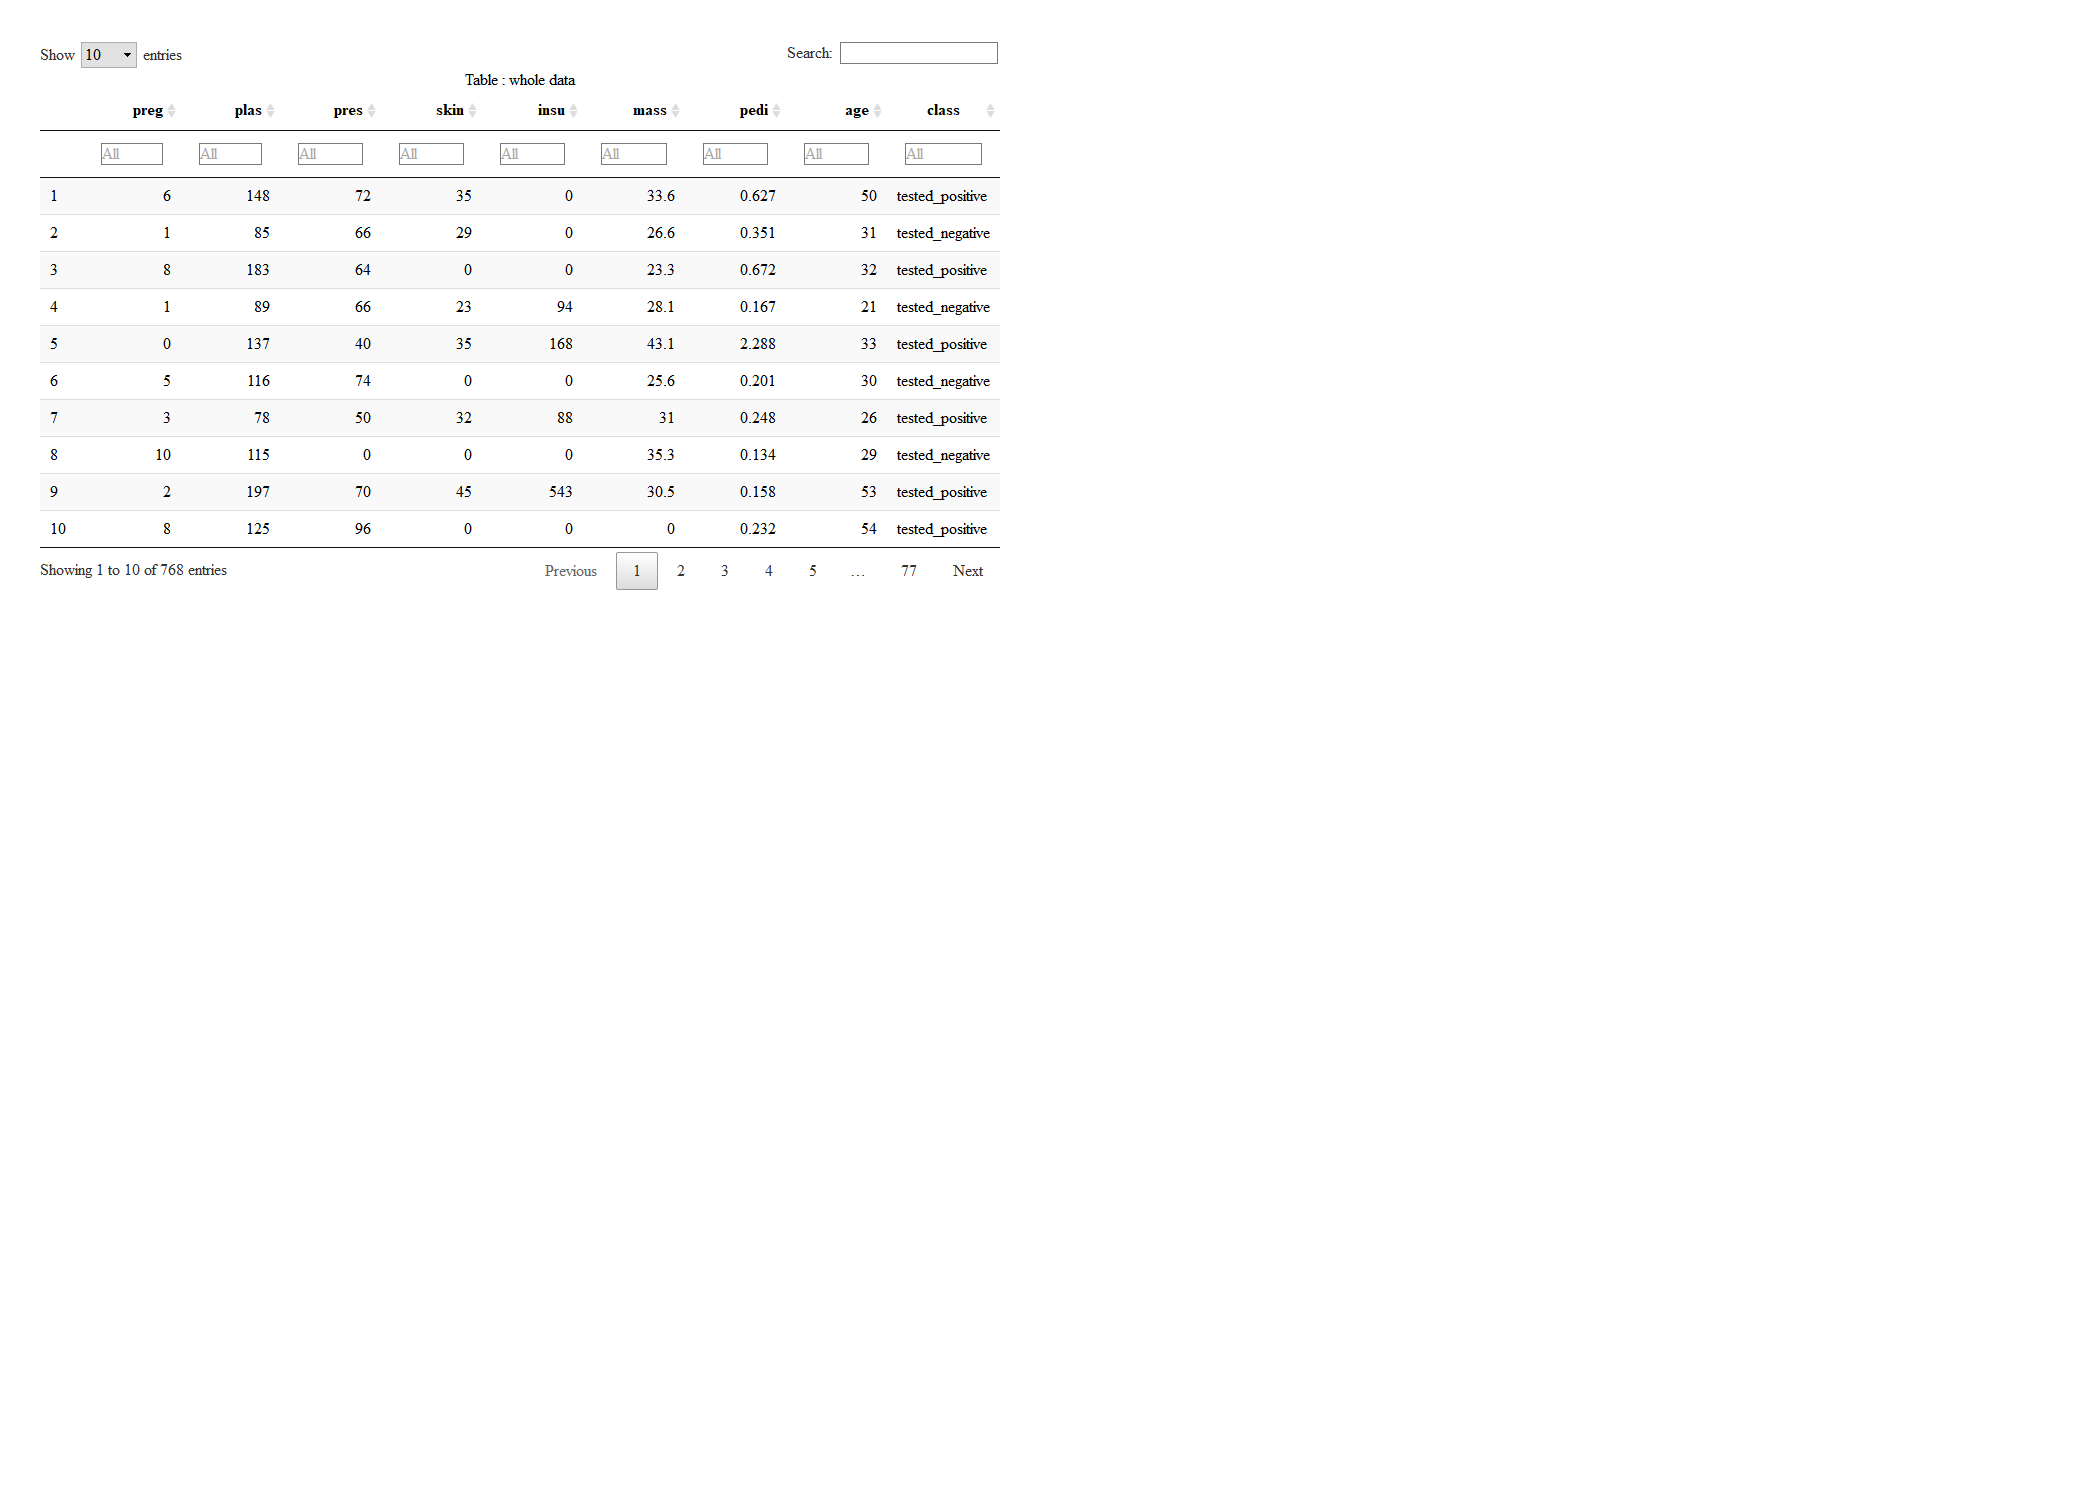 Show 10 entries Search:
Table : whole data
preg plas pres skin insu mass pedi age class
All All All All All All All All All
1 6 148 72 35 0 33.6 0.627 50 tested_positive
2 1 85 66 29 0 26.6 0.351 31 tested_negative
3 8 183 64 0 0 23.3 0.672 32 tested_positive
4 1 89 66 23 94 28.1 0.167 21 tested_negative
5 0 137 40 35 168 43.1 2.288 33 tested_positive
6 5 116 74 0 0 25.6 0.201 30 tested_negative
7 3 78 50 32 88 31 0.248 26 tested_positive
8 10 115 0 0 0 35.3 0.134 29 tested_negative
9 2 197 70 45 543 30.5 0.158 53 tested_positive
10 8 125 96 0 0 0 0.232 54 tested_positive
Showing 1 to 10 of 768 entries Previous 1 2 3 4 5 … 77 Next